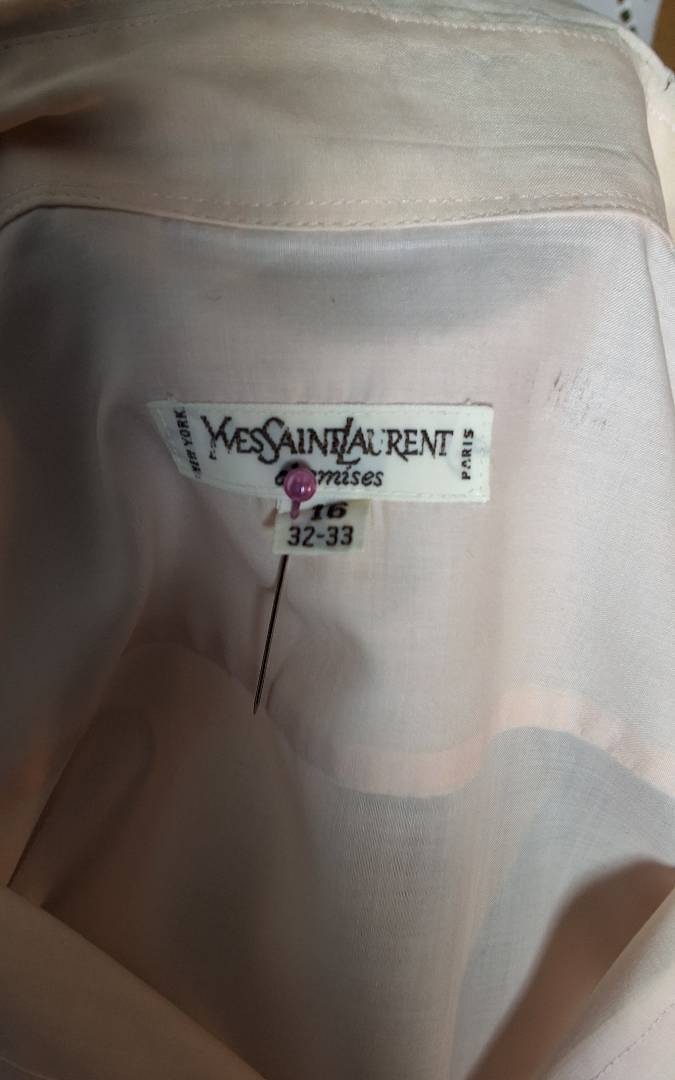 NEW YORK
YVES SAINT LAURENT
PARIS
16
32-33